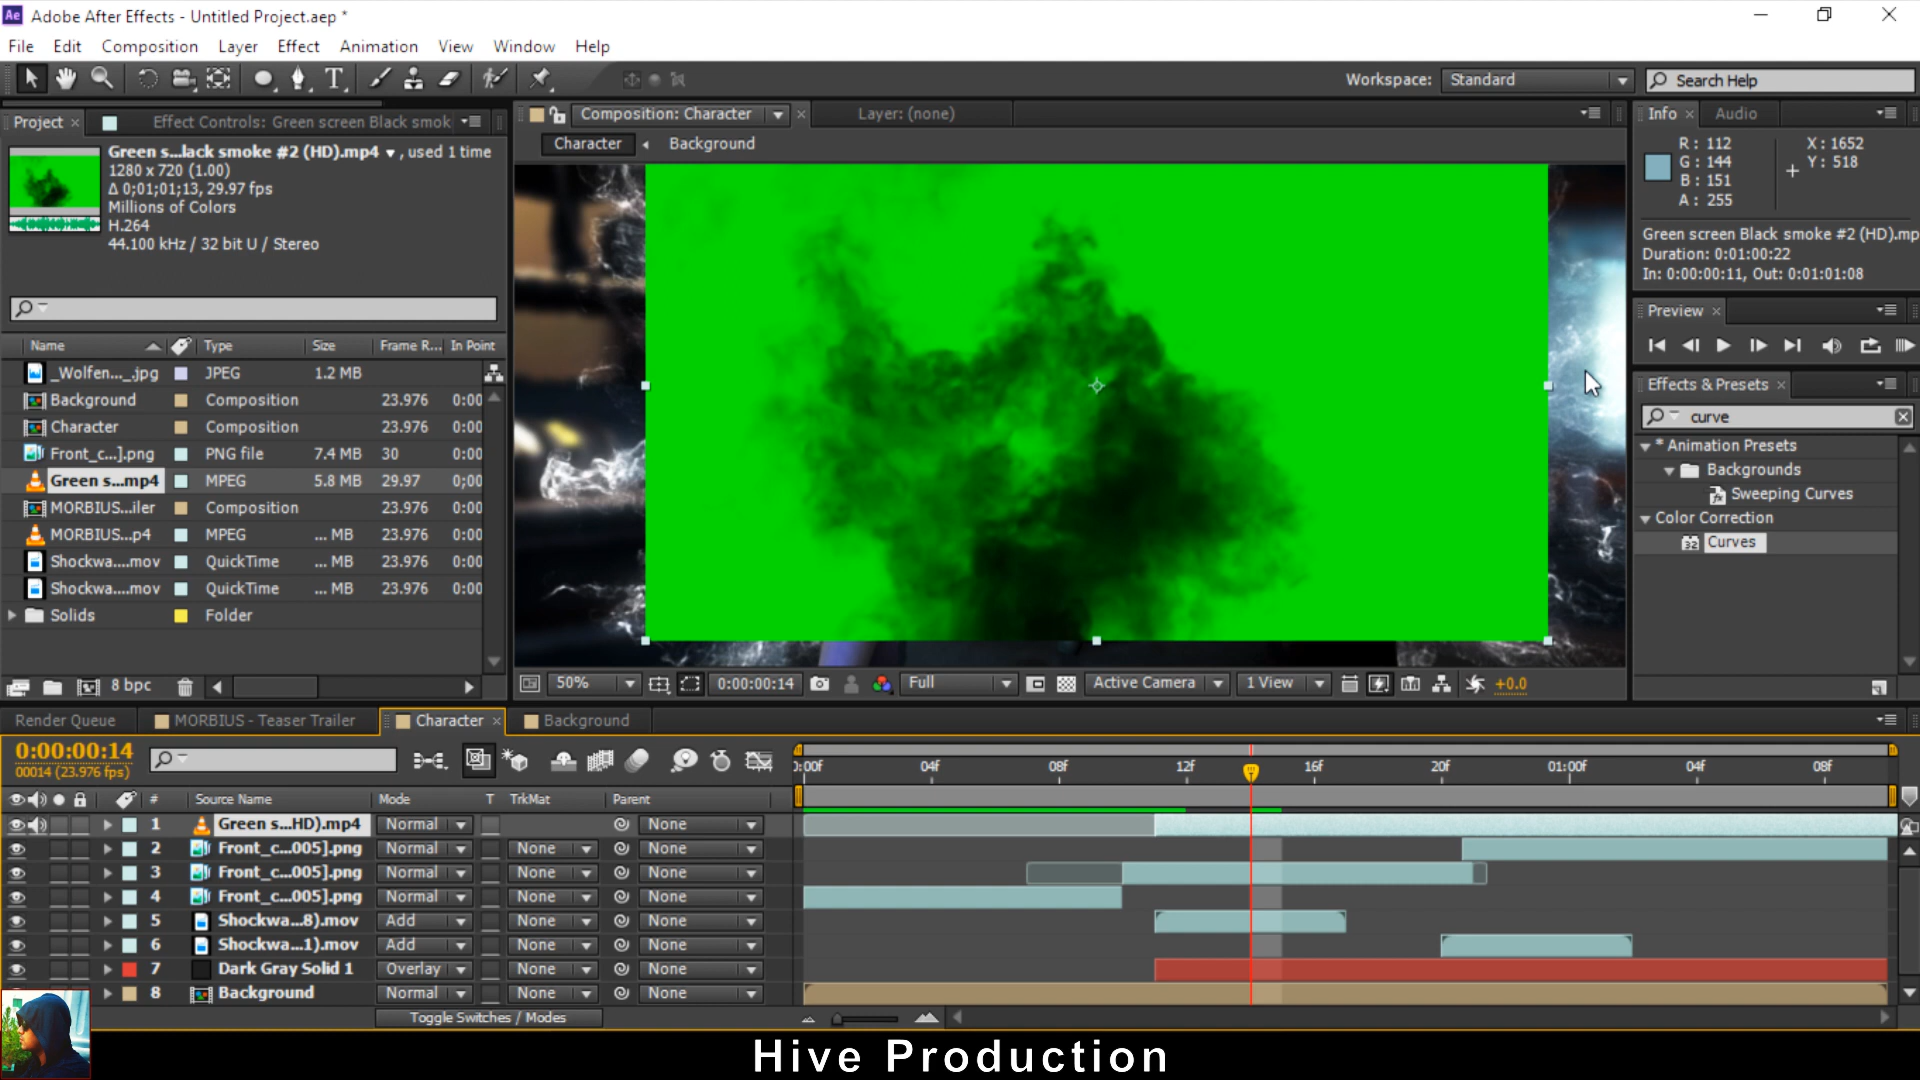 Ae Adobe After Effects - Untitled Project.aep *
File Edit Composition Layer Effect Animation View Window Help
Workspace: Standard Search Help
Project Effect Controls: Green screen Black smok
Green s...lack smoke #2 (HD).mp4 , used 1 time
1280 x 720 (1.00)
Δ 0;01;01;13, 29.97 fps
Millions of Colors
H.264
44.100 kHz / 32 bit U / Stereo
Name Type Size Frame R... In Point
_Wolfen..._.jpg JPEG 1.2 MB
Background Composition 23.976 0:00
Character Composition 23.976 0:00
Front_c...].png PNG file 7.4 MB 30 0:00
Green s...mp4 MPEG 5.8 MB 29.97 0;00
MORBIUS...iler Composition 23.976 0:00
MORBIUS...p4 MPEG ... MB 23.976 0:00
Shockwa....mov QuickTime ... MB 23.976 0:00
Shockwa....mov QuickTime ... MB 23.976 0:00
Solids Folder
8 bpc
Composition: Character Layer: (none)
Character Background
50% 0:00:00:14 Full Active Camera 1 View +0.0
Info Audio
R: 112 X: 1652
G: 144 Y: 518
B: 151
A: 255
Green screen Black smoke #2 (HD).mp
Duration: 0:01:00:22
In: 0:00:00:11, Out: 0:01:01:08
Preview
Effects & Presets
curve
* Animation Presets
Backgrounds
Sweeping Curves
Color Correction
32 Curves
Render Queue MORBIUS - Teaser Trailer Character Background
0:00:00:14
00014 (23.976 fps)
0:00f 04f 08f 12f 16f 20f 01:00f 04f 08f
# Source Name Mode T TrkMat Parent
1 Green s...HD).mp4 Normal None
2 Front_c...005].png Normal None None
3 Front_c...005].png Normal None None
4 Front_c...005].png Normal None None
5 Shockwa...8).mov Add None None
6 Shockwa...1).mov Add None None
7 Dark Gray Solid 1 Overlay None None
8 Background Normal None None
Toggle Switches / Modes
Hive Production